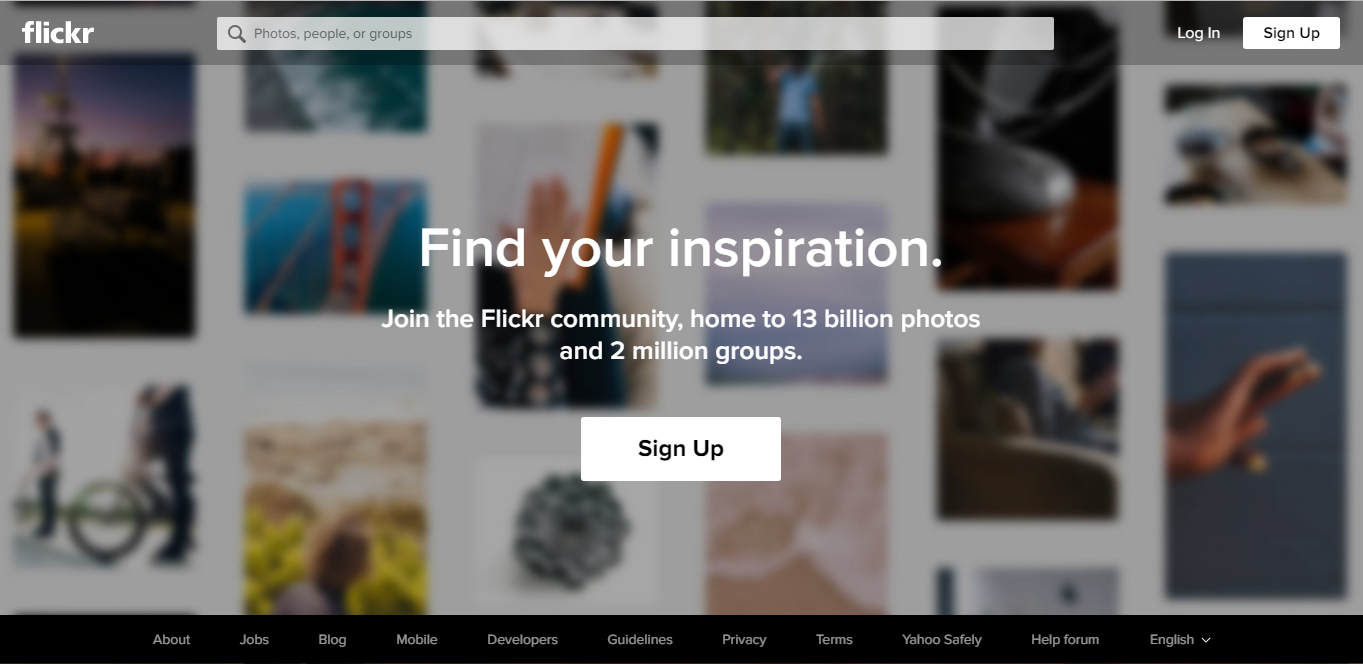 flickr
Photos, people, or groups
Log In
Sign Up
Find your inspiration.
Join the Flickr community, home to 13 billion photos
and 2 million groups.
Sign Up
About Jobs Blog Mobile Developers Guidelines Privacy Terms Yahoo Safely Help forum English